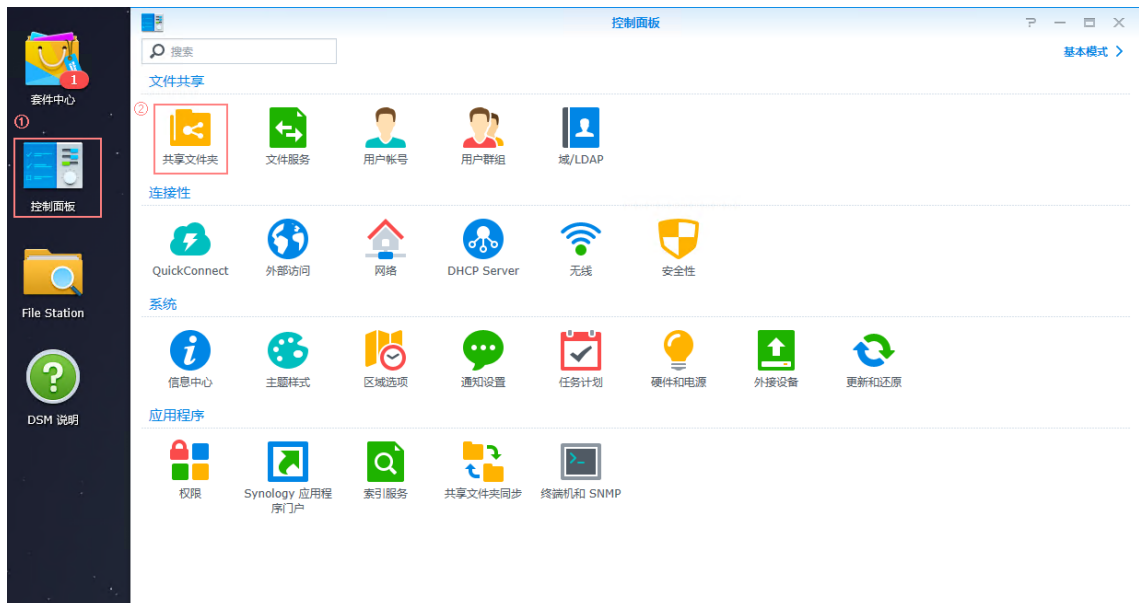 控制面板
搜索
基本模式
文件共享
1
套件中心
①
②
共享文件夹
文件服务
用户帐号
用户群组
域/LDAP
控制面板
连接性
QuickConnect
外部访问
网络
DHCP Server
无线
安全性
File Station
系统
信息中心
主题样式
区域选项
通知设置
任务计划
硬件和电源
外接设备
更新和还原
DSM 说明
应用程序
权限
Synology 应用程
序门户
索引服务
共享文件夹同步
终端机和 SNMP